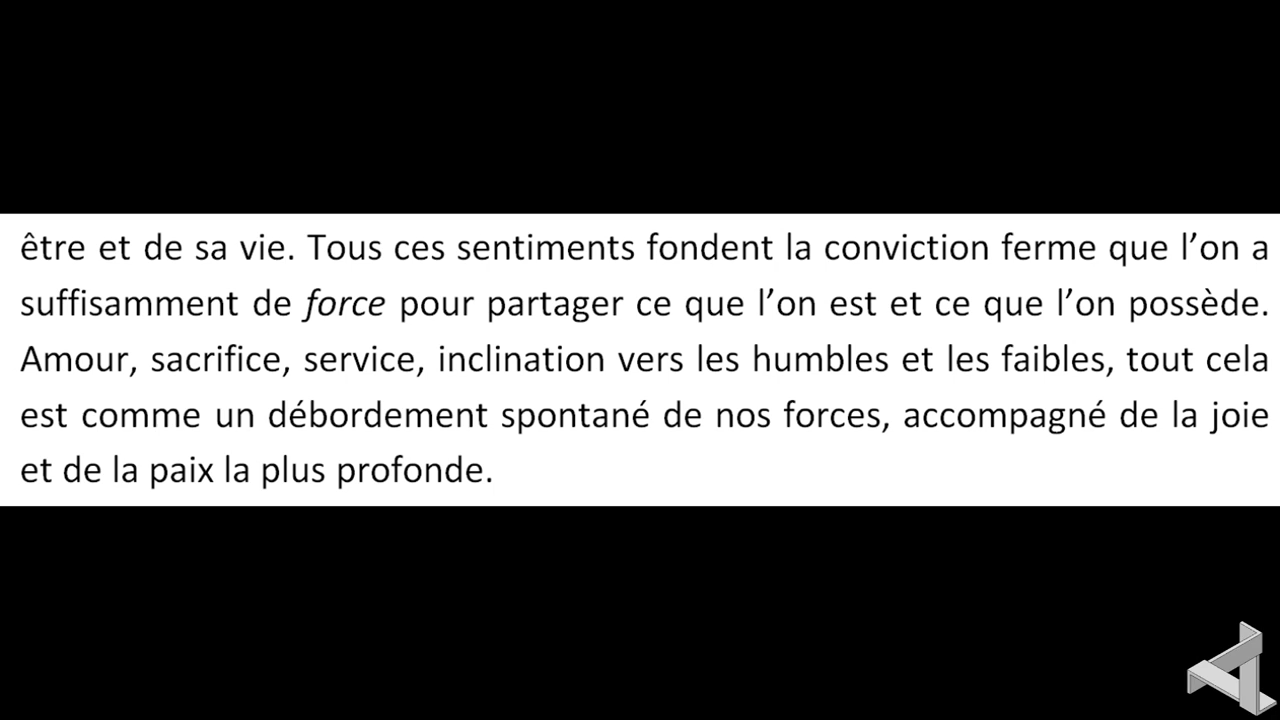 être et de sa vie. Tous ces sentiments fondent la conviction ferme que l’on a
suffisamment de force pour partager ce que l’on est et ce que l’on possède.
Amour, sacrifice, service, inclination vers les humbles et les faibles, tout cela
est comme un débordement spontané de nos forces, accompagné de la joie
et de la paix la plus profonde.